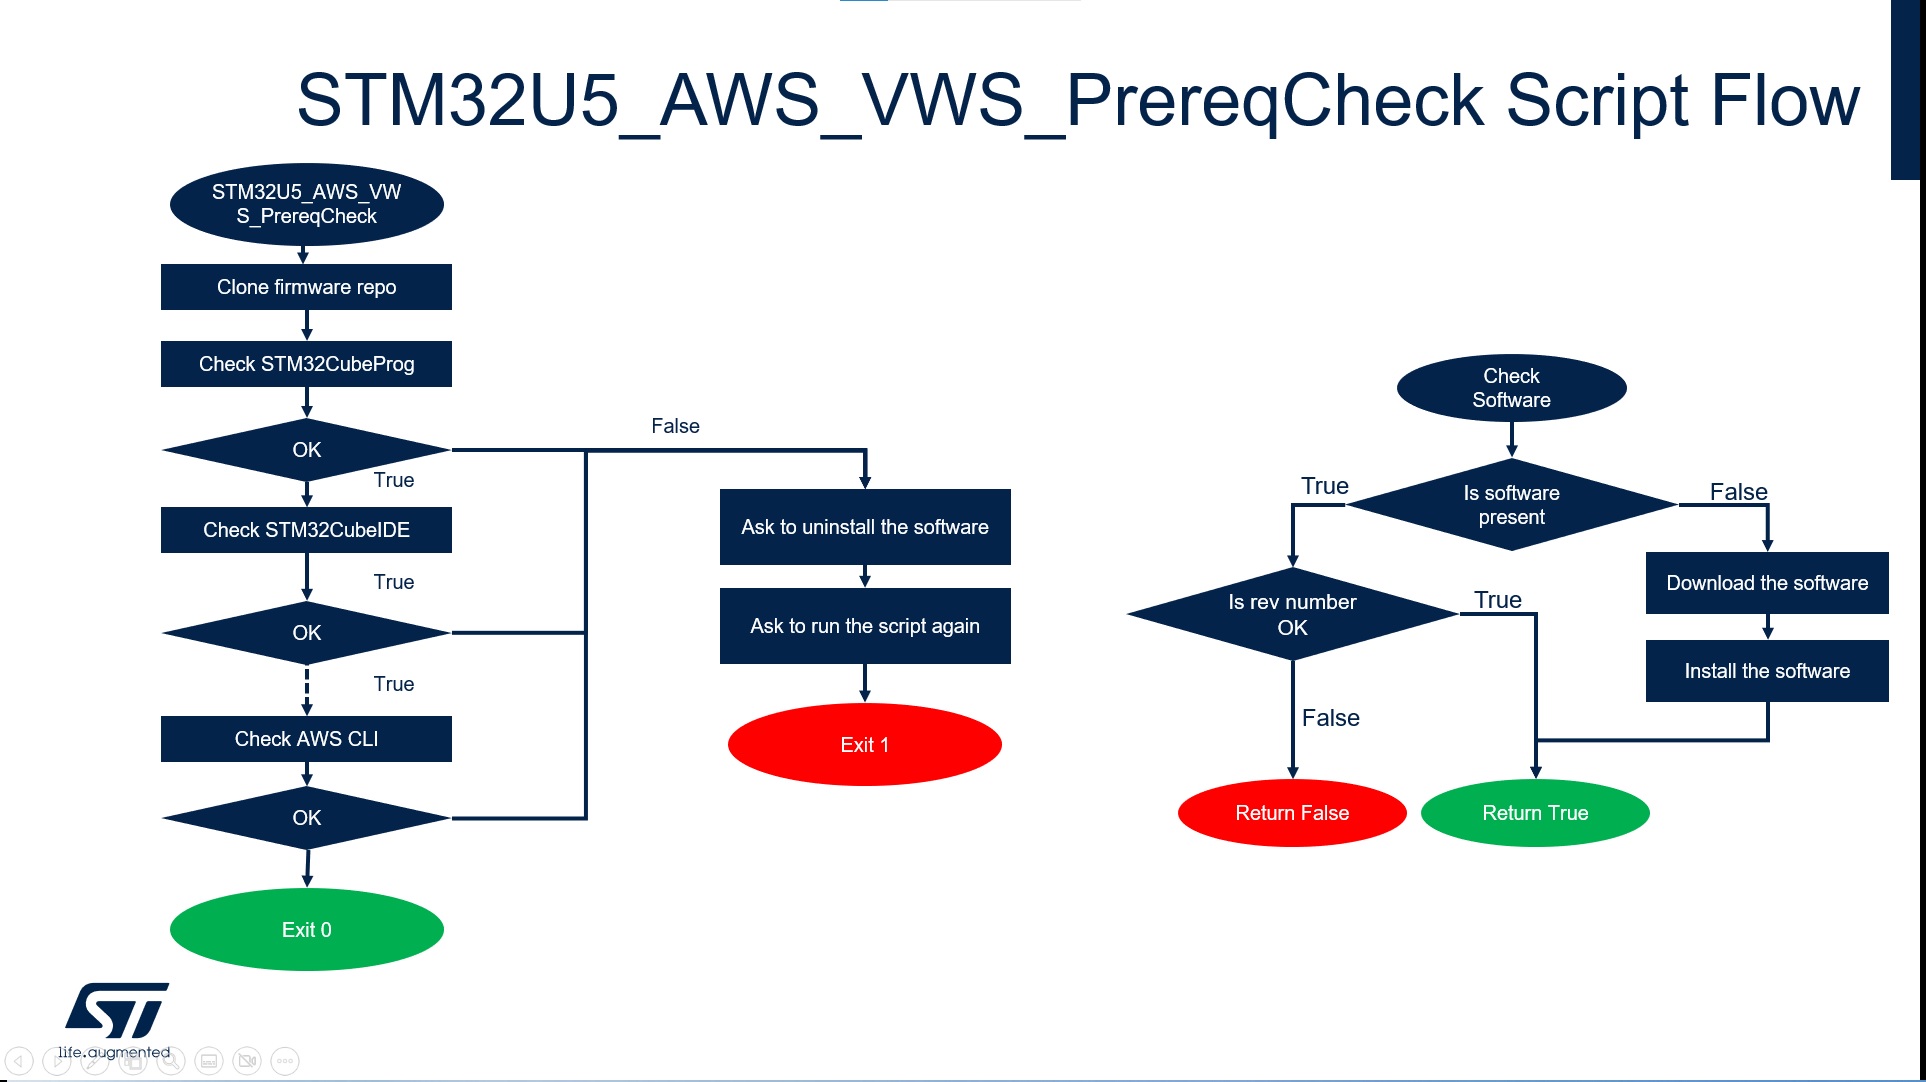 STM32U5_AWS_VWS_PrereqCheck Script Flow
STM32U5_AWS_VW
S_PrereqCheck
Clone firmware repo
Check STM32CubeProg
OK
True
False
Check STM32CubeIDE
True
OK
True
Check AWS CLI
OK
Exit 0
Ask to uninstall the software
Ask to run the script again
Exit 1
Check
Software
Is software
present
True
False
Is rev number
OK
True
False
Download the software
Install the software
Return False
Return True
ST
life.augmented